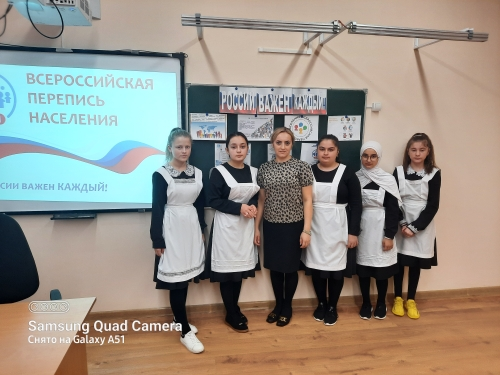 ВСЕРОССИЙСКАЯ
ПЕРЕПИСЬ
НАСЕЛЕНИЯ
СИИ ВАЖЕН КАЖДЫЙ!
РОССИИ ВАЖЕН КАЖДЫЙ!
Samsung Quad Camera
Снято на Galaxy A51